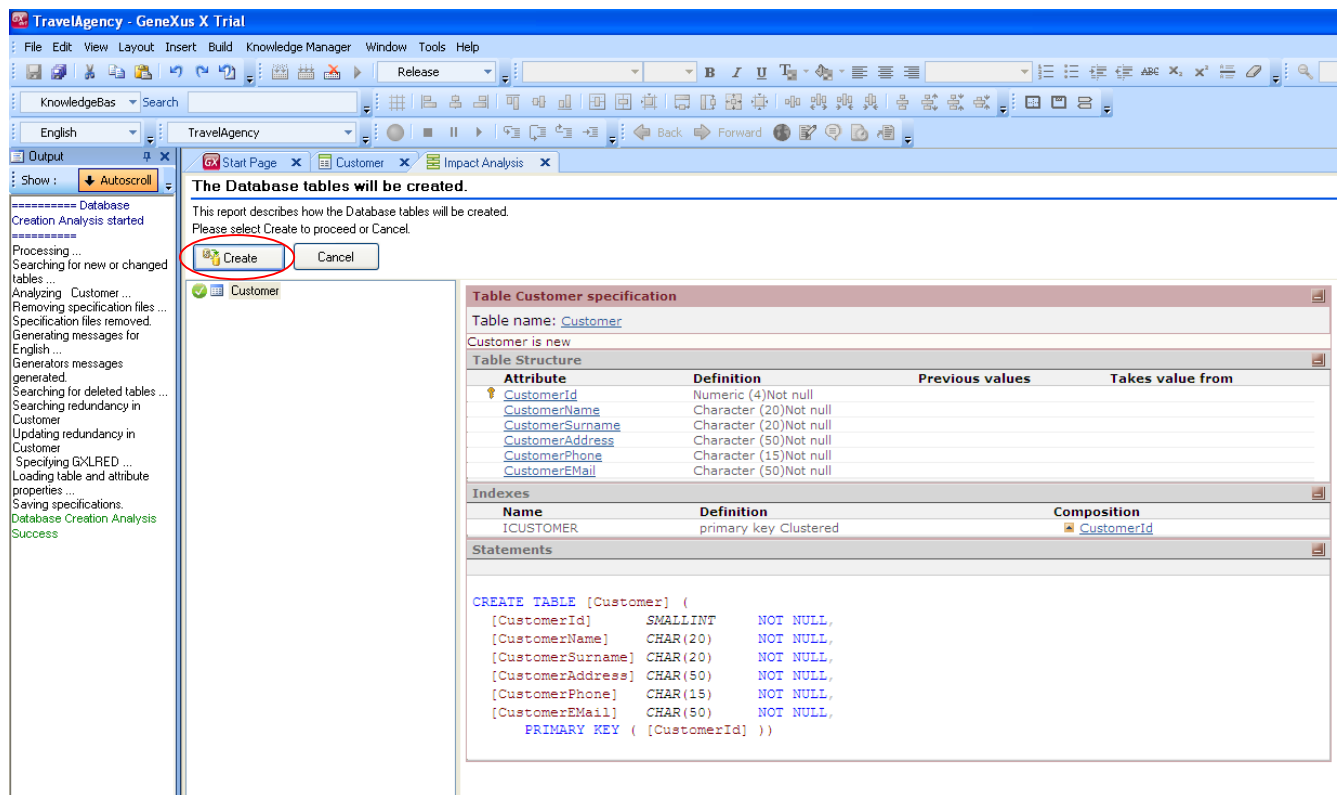 TravelAgency - GeneXus X Trial
File Edit View Layout Insert Build Knowledge Manager Window Tools Help
Release B I U ABC X₂ X²
KnowledgeBas Search
English TravelAgency Back Forward
Output
Show : Autoscroll
========== Database
Creation Analysis started
==========
Processing ...
Searching for new or changed
tables ...
Analyzing Customer ...
Removing specification files ...
Specification files removed.
Generating messages for
English ...
Generators messages
generated.
Searching for deleted tables ...
Searching redundancy in
Customer
Updating redundancy in
Customer
Specifying GXLRED ...
Loading table and attribute
properties ...
Saving specifications.
Database Creation Analysis
Success
GX Start Page X Customer X Impact Analysis X
The Database tables will be created.
This report describes how the Database tables will be created.
Please select Create to proceed or Cancel.
Create Cancel
Customer
Table Customer specification
Table name: Customer
Customer is new
Table Structure
Attribute Definition Previous values Takes value from
CustomerId Numeric (4)Not null
CustomerName Character (20)Not null
CustomerSurname Character (20)Not null
CustomerAddress Character (50)Not null
CustomerPhone Character (15)Not null
CustomerEMail Character (50)Not null
Indexes
Name Definition Composition
ICUSTOMER primary key Clustered CustomerId
Statements
CREATE TABLE [Customer] (
[CustomerId] SMALLINT NOT NULL,
[CustomerName] CHAR(20) NOT NULL,
[CustomerSurname] CHAR(20) NOT NULL,
[CustomerAddress] CHAR(50) NOT NULL,
[CustomerPhone] CHAR(15) NOT NULL,
[CustomerEMail] CHAR(50) NOT NULL,
PRIMARY KEY ( [CustomerId] ))